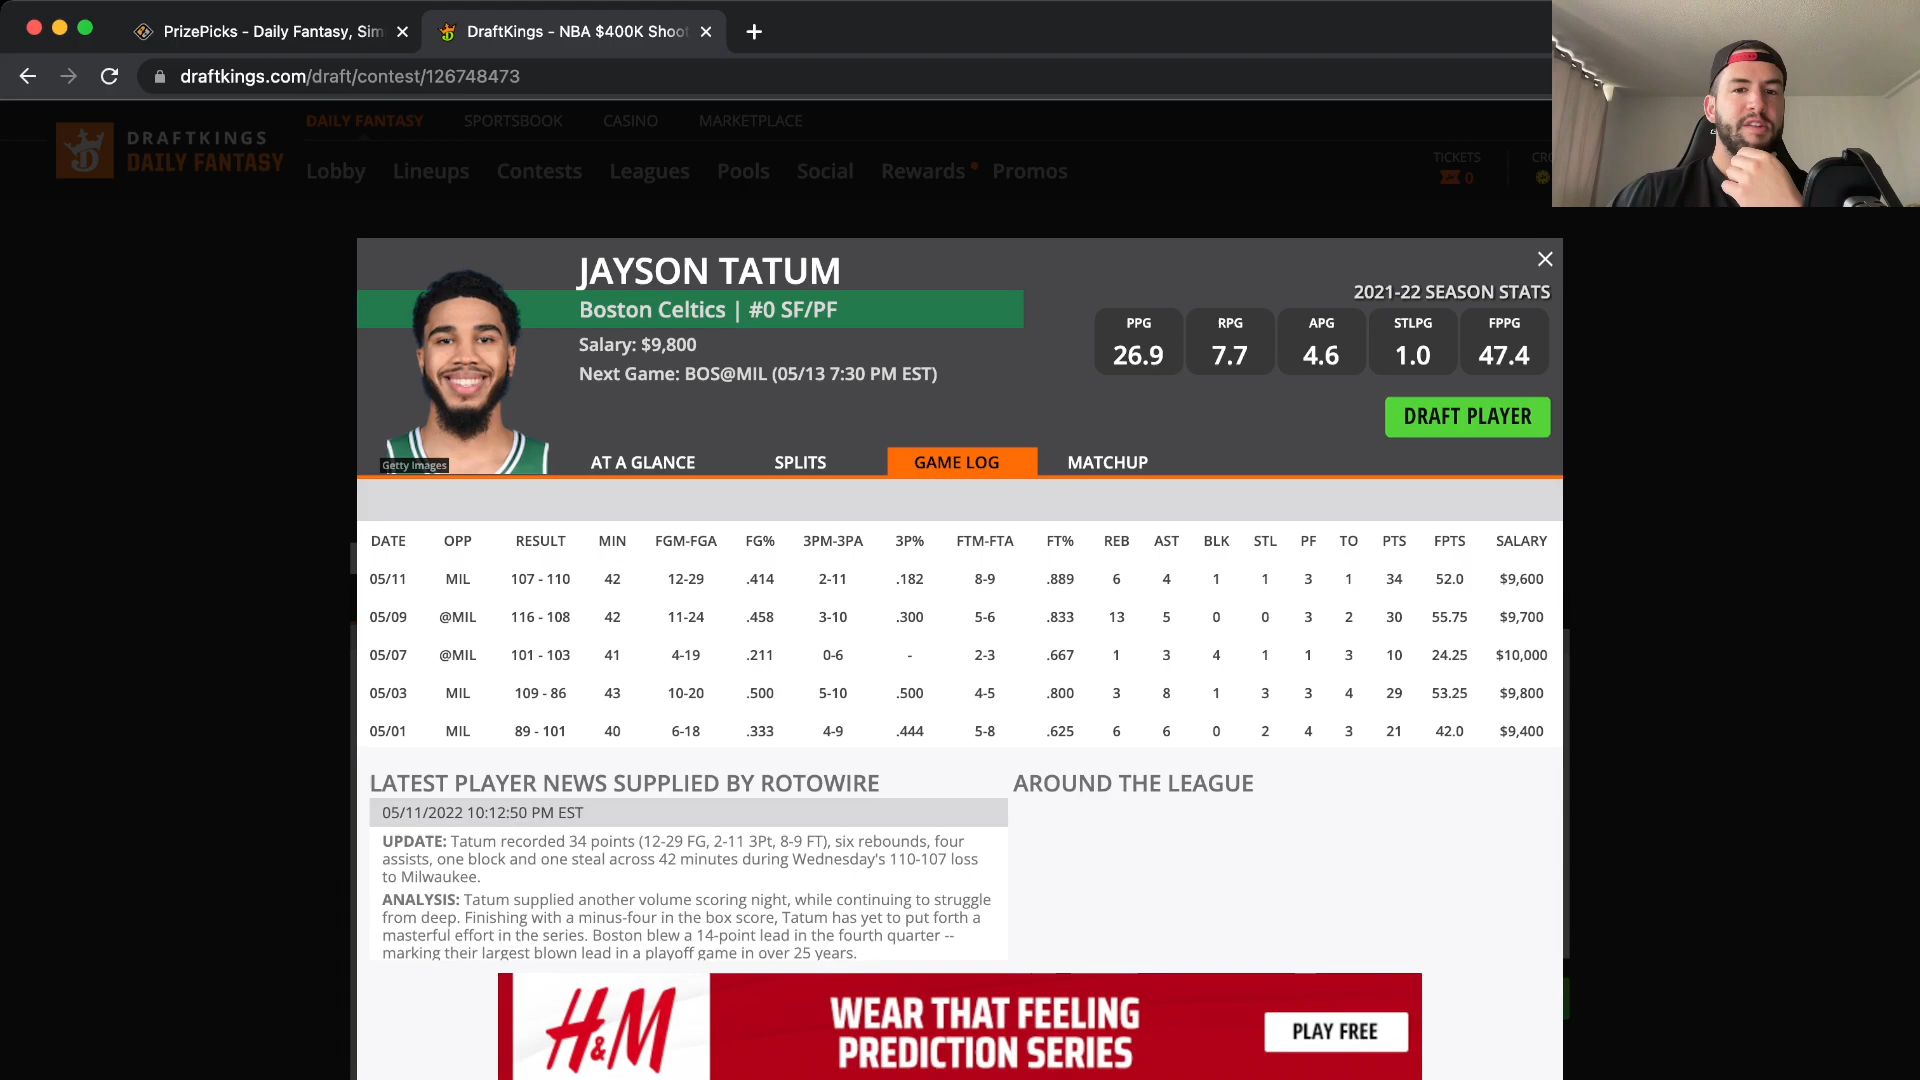 PrizePicks - Daily Fantasy, Sim
DraftKings - NBA $400K Shoot
draftkings.com/draft/contest/126748473
DRAFTKINGS
DAILY FANTASY
DAILY FANTASY SPORTSBOOK CASINO MARKETPLACE
Lobby Lineups Contests Leagues Pools Social Rewards Promos
TICKETS
0
CRO
JAYSON TATUM
Boston Celtics | #0 SF/PF
Salary: $9,800
Next Game: BOS@MIL (05/13 7:30 PM EST)
Getty Images
2021-22 SEASON STATS
PPG RPG APG STLPG FPPG
26.9 7.7 4.6 1.0 47.4
DRAFT PLAYER
AT A GLANCE SPLITS GAME LOG MATCHUP
DATE OPP RESULT MIN FGM-FGA FG% 3PM-3PA 3P% FTM-FTA FT% REB AST BLK STL PF TO PTS FPTS SALARY
05/11 MIL 107 - 110 42 12-29 .414 2-11 .182 8-9 .889 6 4 1 1 3 1 34 52.0 $9,600
05/09 @MIL 116 - 108 42 11-24 .458 3-10 .300 5-6 .833 13 5 0 0 3 2 30 55.75 $9,700
05/07 @MIL 101 - 103 41 4-19 .211 0-6 - 2-3 .667 1 3 4 1 1 3 10 24.25 $10,000
05/03 MIL 109 - 86 43 10-20 .500 5-10 .500 4-5 .800 3 8 1 3 3 4 29 53.25 $9,800
05/01 MIL 89 - 101 40 6-18 .333 4-9 .444 5-8 .625 6 6 0 2 4 3 21 42.0 $9,400
LATEST PLAYER NEWS SUPPLIED BY ROTOWIRE
05/11/2022 10:12:50 PM EST
UPDATE: Tatum recorded 34 points (12-29 FG, 2-11 3Pt, 8-9 FT), six rebounds, four
assists, one block and one steal across 42 minutes during Wednesday's 110-107 loss
to Milwaukee.
ANALYSIS: Tatum supplied another volume scoring night, while continuing to struggle
from deep. Finishing with a minus-four in the box score, Tatum has yet to put forth a
masterful effort in the series. Boston blew a 14-point lead in the fourth quarter --
marking their largest blown lead in a playoff game in over 25 years.
AROUND THE LEAGUE
H&M
WEAR THAT FEELING
PREDICTION SERIES
PLAY FREE